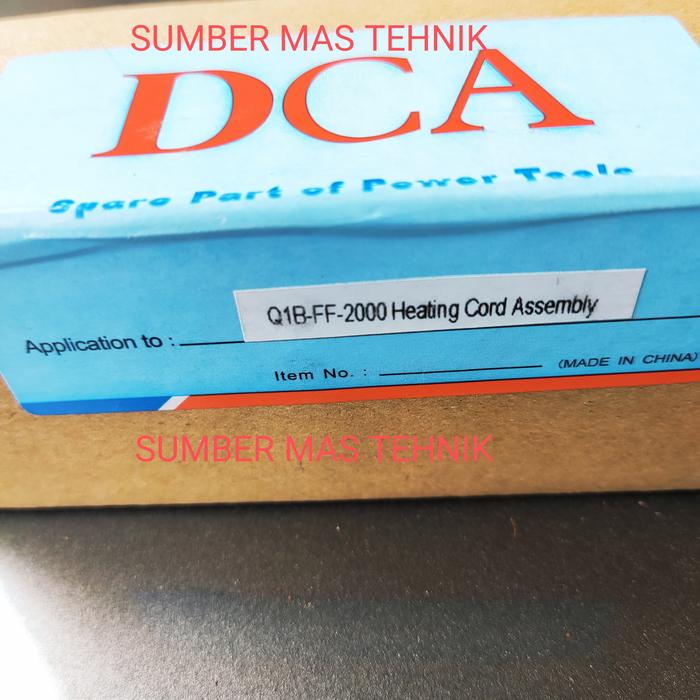 SUMBER MAS TEHNIK
DCA
Spare Part of Power Tools
Q1B-FF-2000 Heating Cord Assembly
Application to :
Item No. :
(MADE IN CHINA)
SUMBER MAS TEHNIK